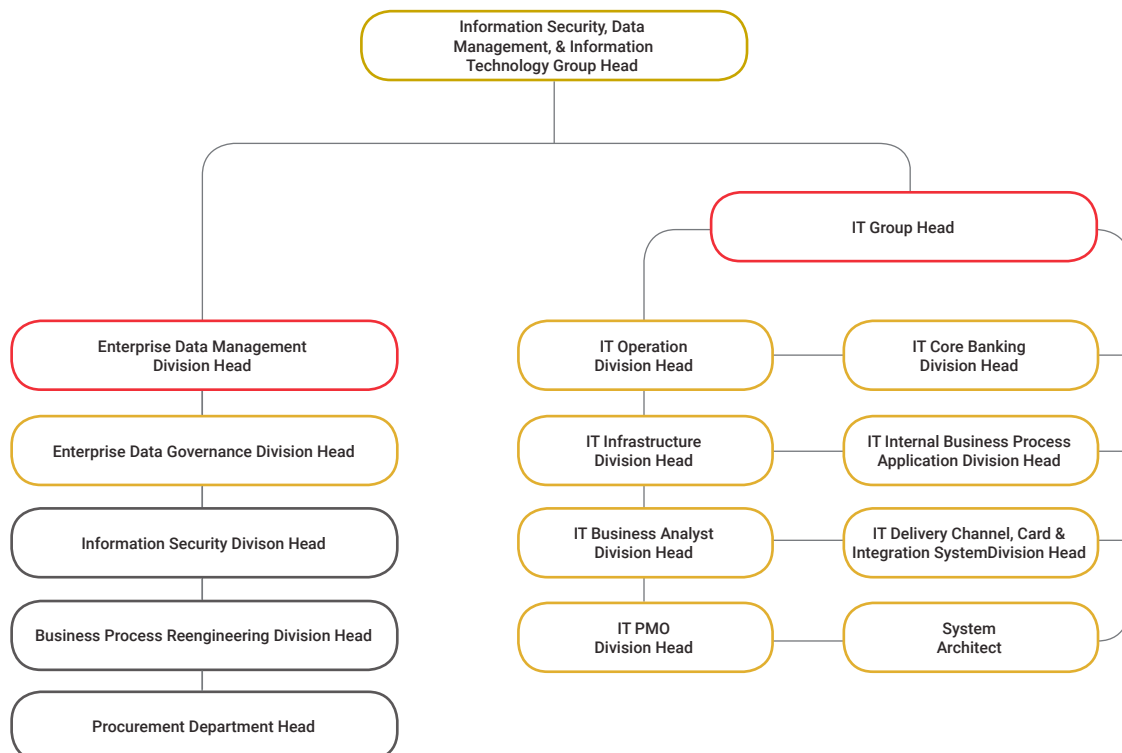 Information Security, Data
Management, & Information
Technology Group Head
IT Group Head
Enterprise Data Management
Division Head
Enterprise Data Governance Division Head
Information Security Divison Head
Business Process Reengineering Division Head
Procurement Department Head
IT Operation
Division Head
IT Core Banking
Division Head
IT Infrastructure
Division Head
IT Internal Business Process
Application Division Head
IT Business Analyst
Division Head
IT Delivery Channel, Card &
Integration SystemDivision Head
IT PMO
Division Head
System
Architect